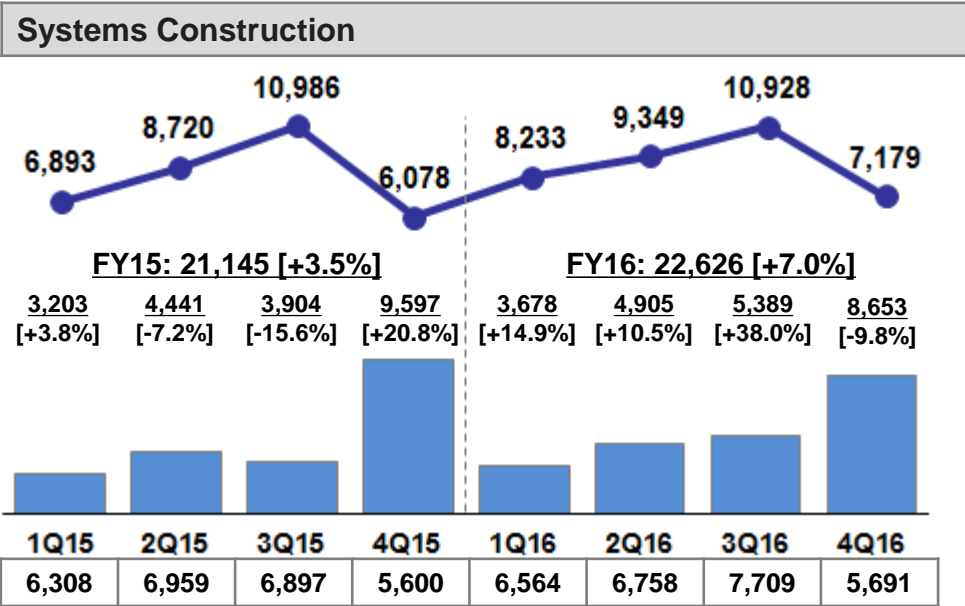 Systems Construction
10,986
10,928
8,720
9,349
8,233
6,893
6,078
7,179
FY15: 21,145 [+3.5%] FY16: 22,626 [+7.0%]
3,203 4,441 3,904 9,597 3,678 4,905 5,389 8,653
[+3.8%] [-7.2%] [-15.6%] [+20.8%] [+14.9%] [+10.5%] [+38.0%] [-9.8%]
1Q15 2Q15 3Q15 4Q15 1Q16 2Q16 3Q16 4Q16
6,308 6,959 6,897 5,600 6,564 6,758 7,709 5,691